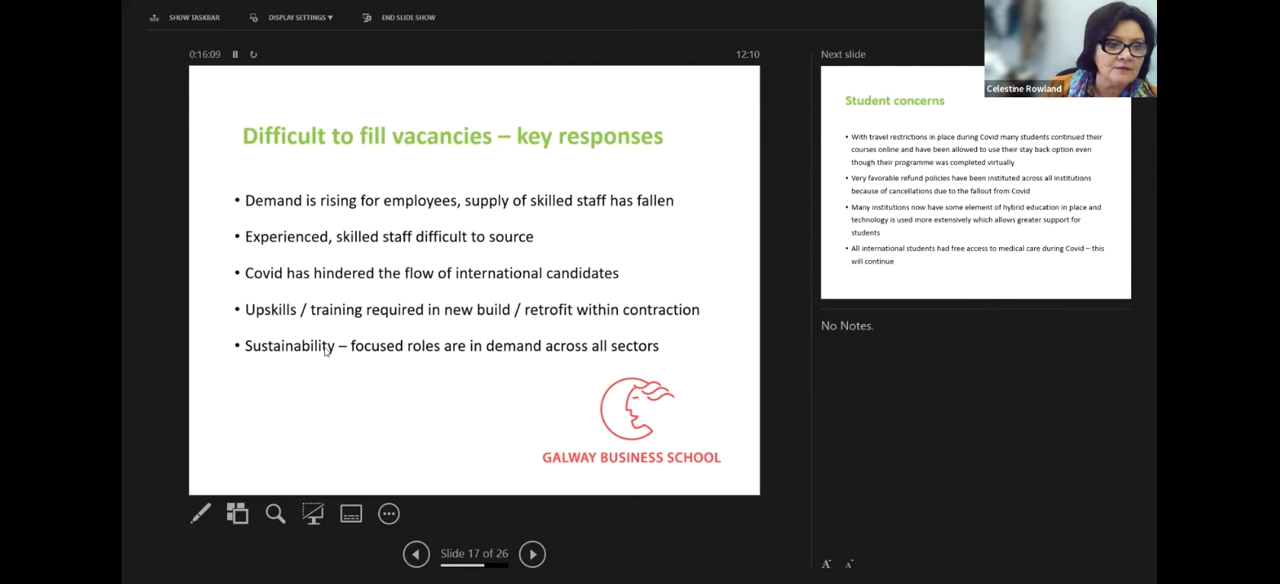 SHOW TASKBAR
DISPLAY SETTINGS ▼
END SLIDE SHOW
0:16:09
12:10
Difficult to fill vacancies – key responses
• Demand is rising for employees, supply of skilled staff has fallen
• Experienced, skilled staff difficult to source
• Covid has hindered the flow of international candidates
• Upskills / training required in new build / retrofit within contraction
• Sustainability – focused roles are in demand across all sectors
GALWAY BUSINESS SCHOOL
Slide 17 of 26
Next slide
Celestine Rowland
Student concerns
• With travel restrictions in place during Covid many students continued their
courses online and have been allowed to use their stay back option even
though their programme was completed virtually
• Very favorable refund policies have been instituted across all institutions
because of cancellations due to the fallout from Covid
• Many institutions now have some element of hybrid education in place and
technology is used more extensively which allows greater support for
students
• All international students had free access to medical care during Covid – this
will continue
No Notes.
A A